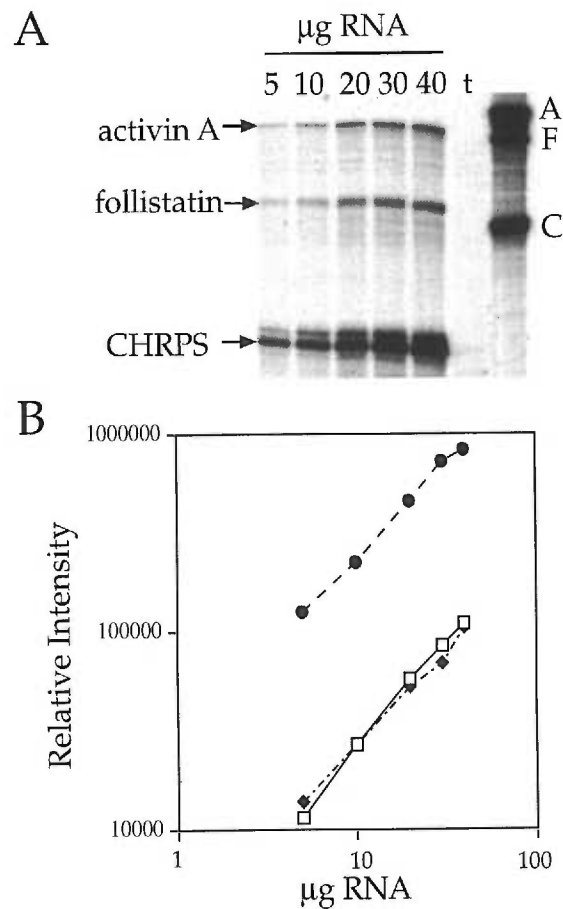 A
µg RNA
5 10 20 30 40 t
activin A
follistatin
CHRPS
A
F
C
B
1000000
100000
10000
Relative Intensity
1
10
100
µg RNA